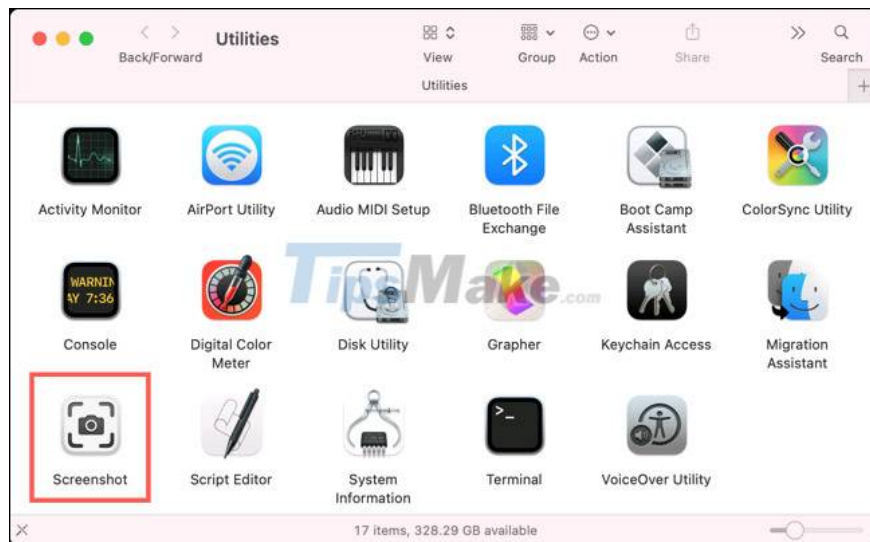 Utilities
Back/Forward
View
Group
Action
Share
Search
Utilities
Activity Monitor
AirPort Utility
Audio MIDI Setup
Bluetooth File
Exchange
Boot Camp
Assistant
ColorSync Utility
WARNIN
AY 7:36
TipsMake.com
Console
Digital Color
Meter
Disk Utility
Grapher
Keychain Access
Migration
Assistant
>_
Screenshot
Script Editor
System
Information
Terminal
VoiceOver Utility
17 items, 328.29 GB available